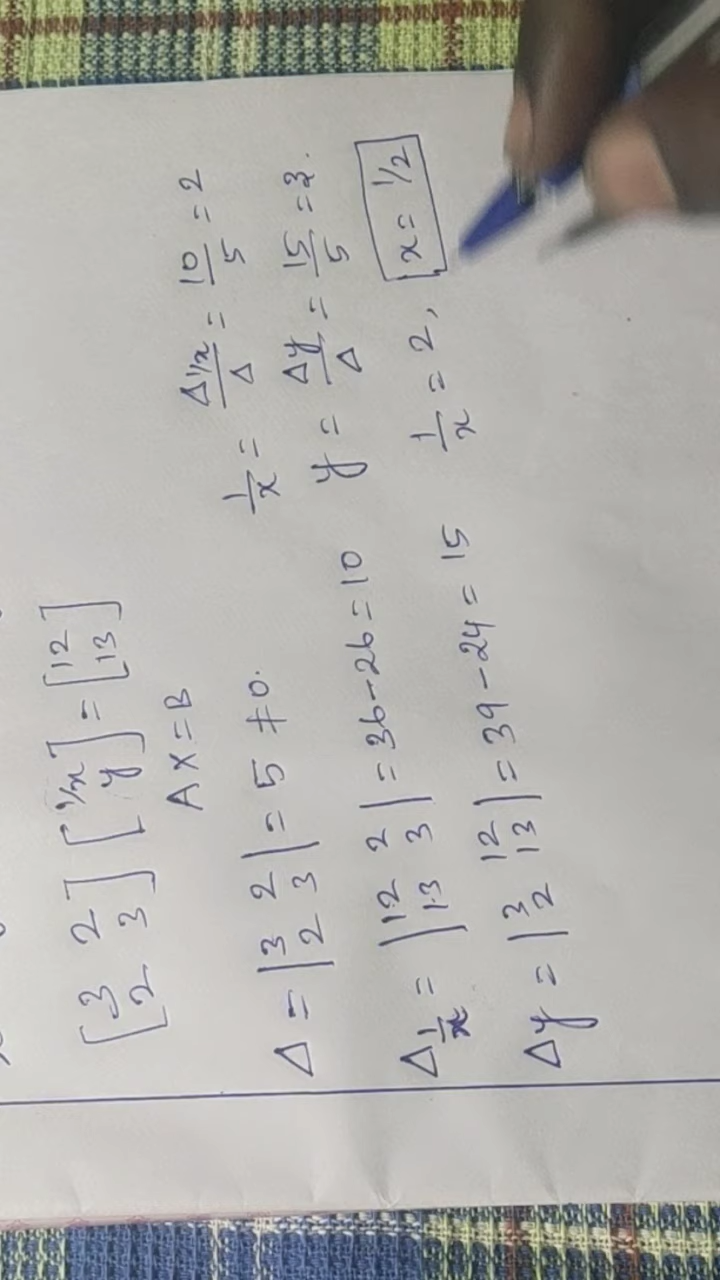 [3 2
2 3] [1/x
y] = [12
13]
AX = B
Δ = |3 2
2 3| = 5 ≠ 0.
Δ1/x = |12 2
13 3| = 36 - 26 = 10
Δy = |3 12
2 13| = 39 - 24 = 15
1/x = Δ1/x / Δ = 10/5 = 2
y = Δy/Δ = 15/5 = 3.
1/x = 2, x = 1/2